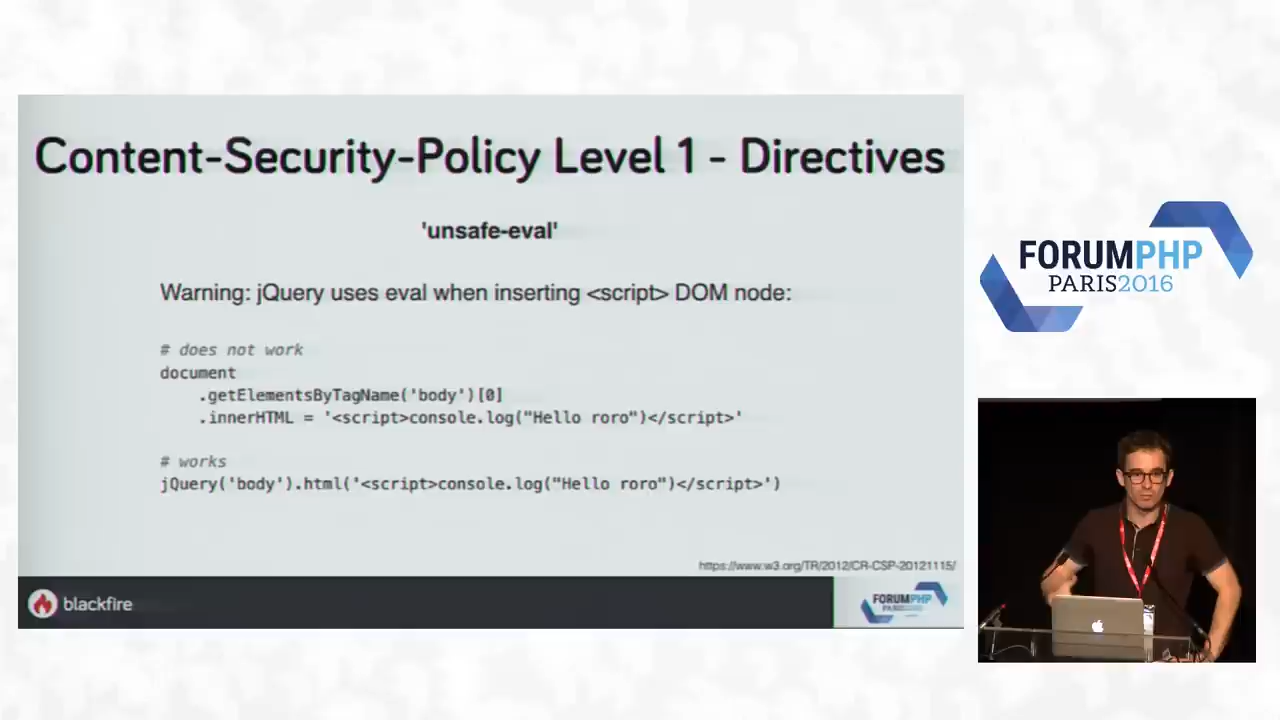 Content-Security-Policy Level 1 - Directives
'unsafe-eval'
Warning: jQuery uses eval when inserting <script> DOM node:
# does not work
document
.getElementsByTagName('body')[0]
.innerHTML = '<script>console.log("Hello roro")</script>'
# works
jQuery('body').html('<script>console.log("Hello roro")</script>')
https://www.w3.org/TR/2012/CR-CSP-20121115/
blackfire
FORUMPHP
PARIS2016
FORUMPHP
PARIS2016